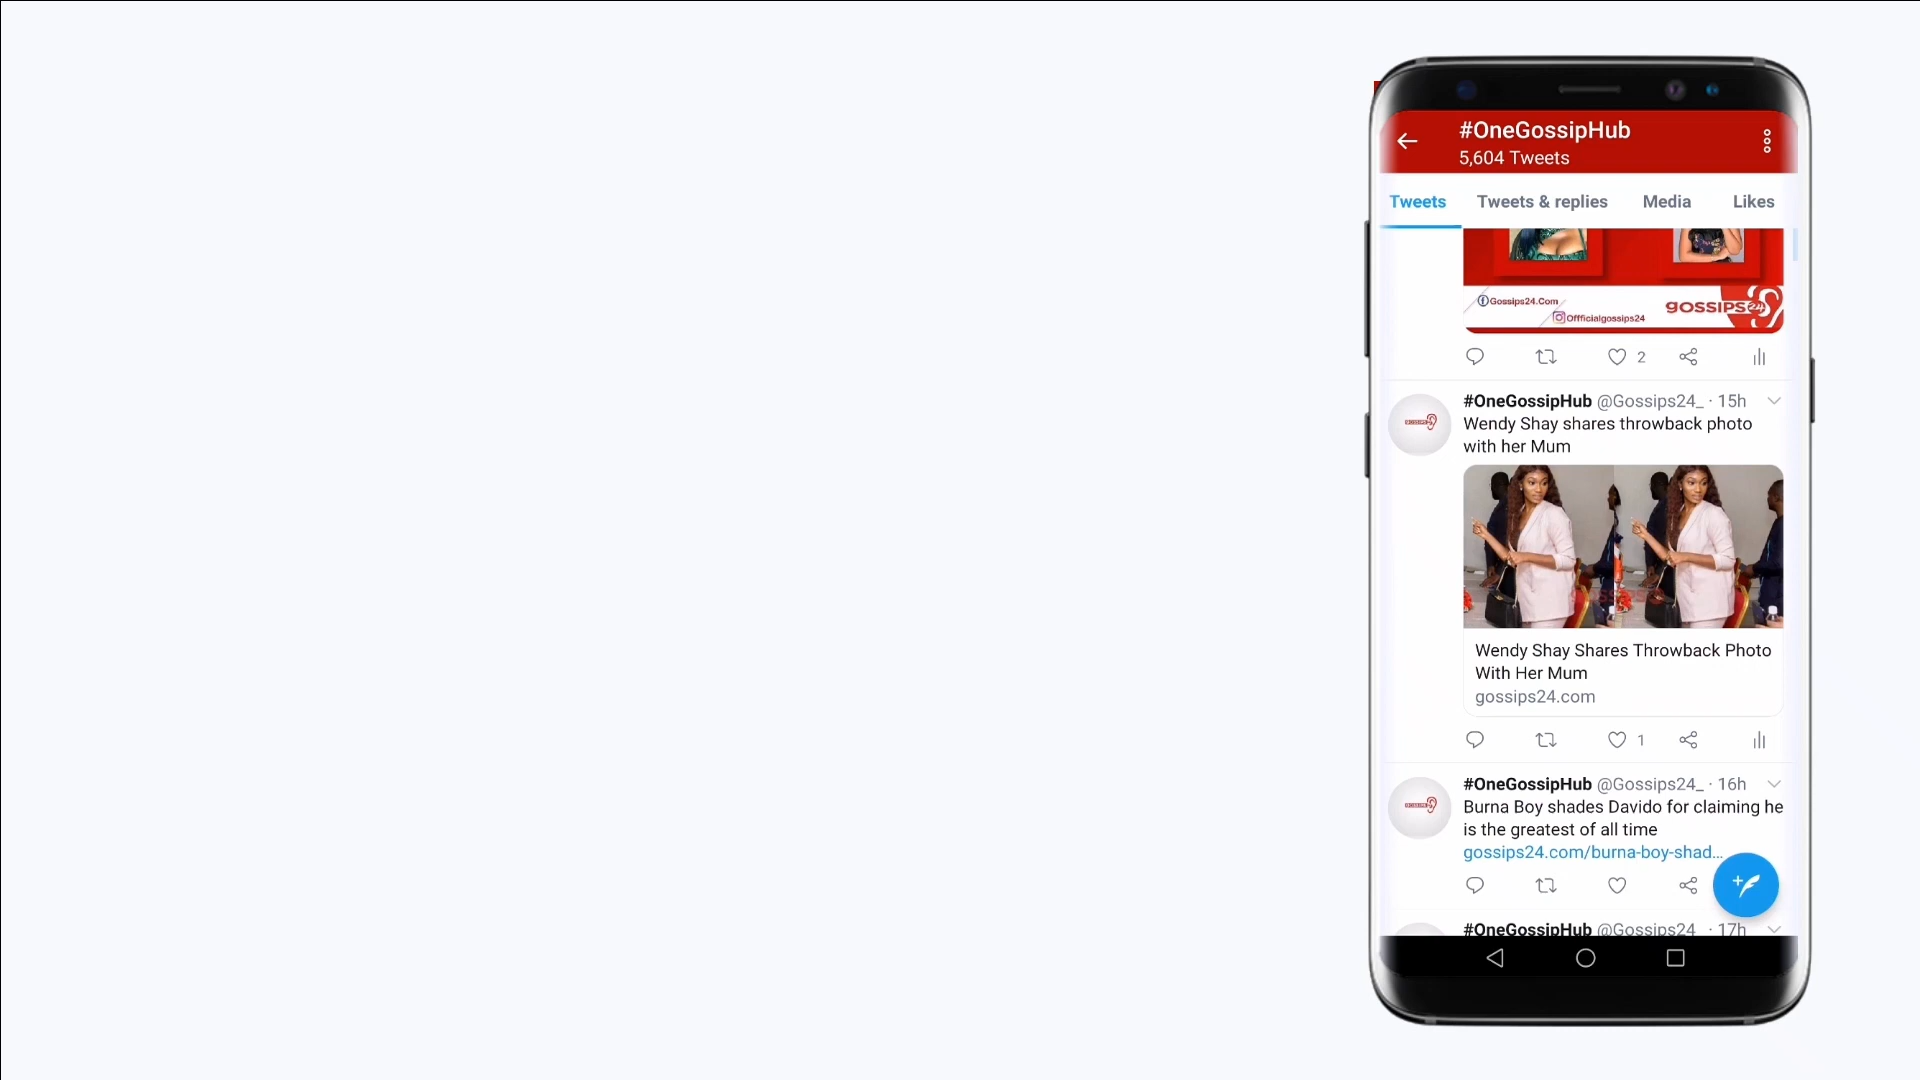 #OneGossipHub
5,604 Tweets
Tweets Tweets & replies Media Likes
Gossips24.Com
Offficialgossips24
gOSSIPS24
2
#OneGossipHub @Gossips24_ · 15h
Wendy Shay shares throwback photo
with her Mum
Wendy Shay Shares Throwback Photo
With Her Mum
gossips24.com
1
#OneGossipHub @Gossips24_ · 16h
Burna Boy shades Davido for claiming he
is the greatest of all time
gossips24.com/burna-boy-shad...
#OneGossipHub @Gossips24_ · 17h